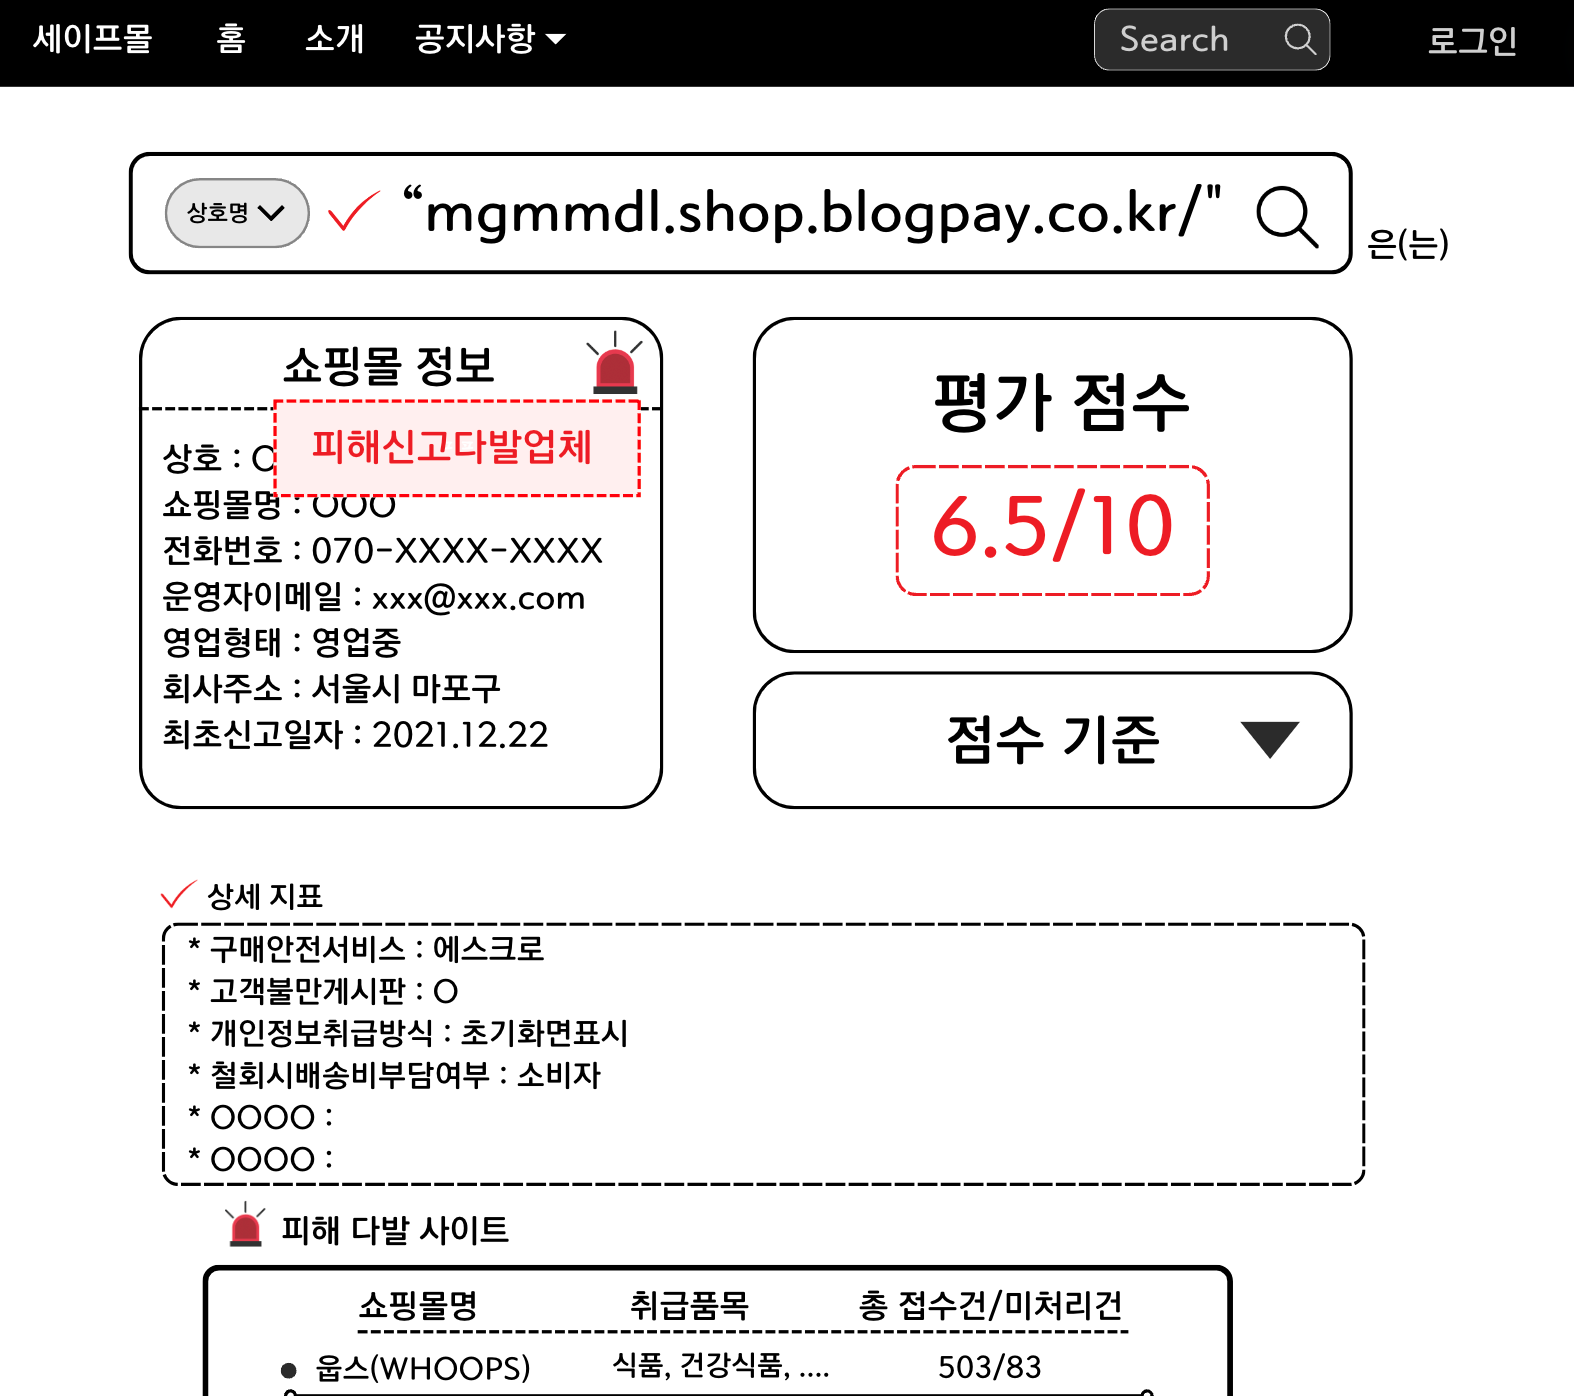 세이프몰 홈 소개 공지사항 Search 로그인
상호명 “mgmmdl.shop.blogpay.co.kr/" 은(는)
쇼핑몰 정보
피해신고다발업체
상호 : O
쇼핑몰명 : OOO
전화번호 : 070-XXXX-XXXX
운영자이메일 : xxx@xxx.com
영업형태 : 영업중
회사주소 : 서울시 마포구
최초신고일자 : 2021.12.22
평가 점수
6.5/10
점수 기준
상세 지표
* 구매안전서비스 : 에스크로
* 고객불만게시판 : O
* 개인정보취급방식 : 초기화면표시
* 철회시배송비부담여부 : 소비자
* OOOO :
* OOOO :
피해 다발 사이트
쇼핑몰명 취급품목 총 접수건/미처리건
● 웁스(WHOOPS) 식품, 건강식품, .... 503/83